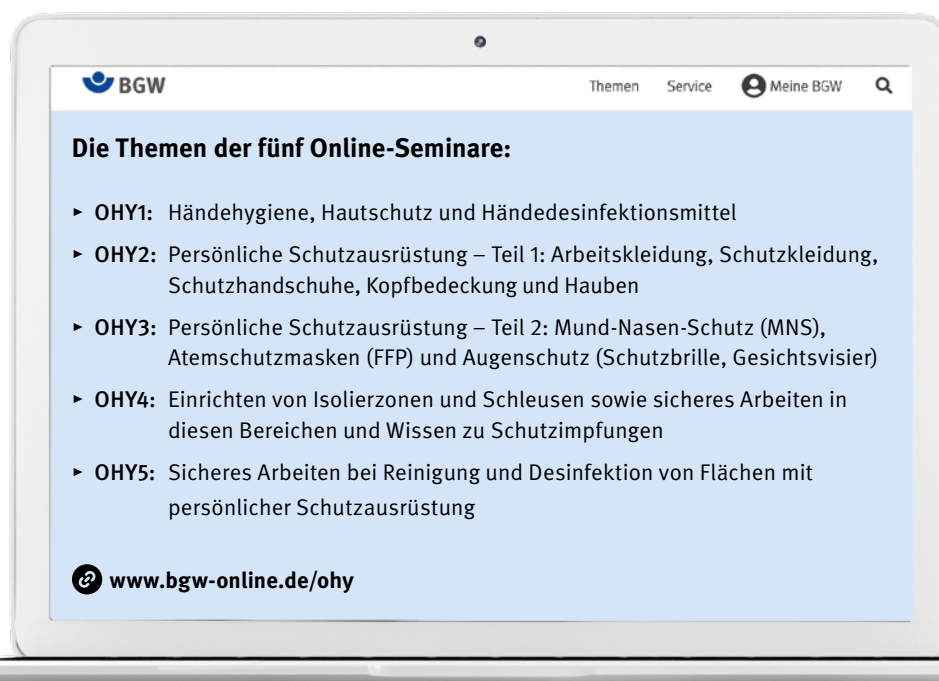 BGW
Themen Service Meine BGW
Die Themen der fünf Online-Seminare:
► OHY1: Händehygiene, Hautschutz und Händedesinfektionsmittel
► OHY2: Persönliche Schutzausrüstung – Teil 1: Arbeitskleidung, Schutzkleidung,
Schutzhandschuhe, Kopfbedeckung und Hauben
► OHY3: Persönliche Schutzausrüstung – Teil 2: Mund-Nasen-Schutz (MNS),
Atemschutzmasken (FFP) und Augenschutz (Schutzbrille, Gesichtsvisier)
► OHY4: Einrichten von Isolierzonen und Schleusen sowie sicheres Arbeiten in
diesen Bereichen und Wissen zu Schutzimpfungen
► OHY5: Sicheres Arbeiten bei Reinigung und Desinfektion von Flächen mit
persönlicher Schutzausrüstung
www.bgw-online.de/ohy